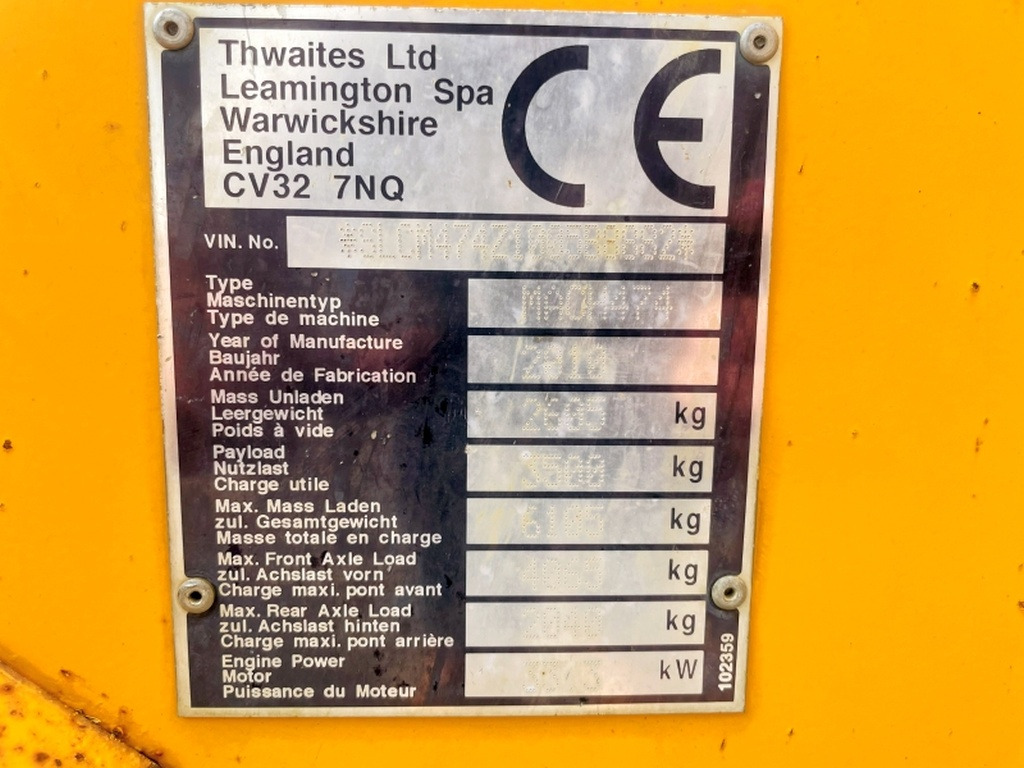 Thwaites Ltd
Leamington Spa
Warwickshire
England
CV32 7NQ
CE
VIN. No.
Type
Maschinentyp
Type de machine
Year of Manufacture
Baujahr
Année de Fabrication
Mass Unladen
Leergewicht
Poids à vide
2605 kg
Payload
Nutzlast
Charge utile
3500 kg
Max. Mass Laden
zul. Gesamtgewicht
Masse totale en charge
6105 kg
Max. Front Axle Load
zul. Achslast vorn
Charge maxi. pont avant
kg
Max. Rear Axle Load
zul. Achslast hinten
Charge maxi. pont arrière
kg
Engine Power
Motor
Puissance du Moteur
kW
102359